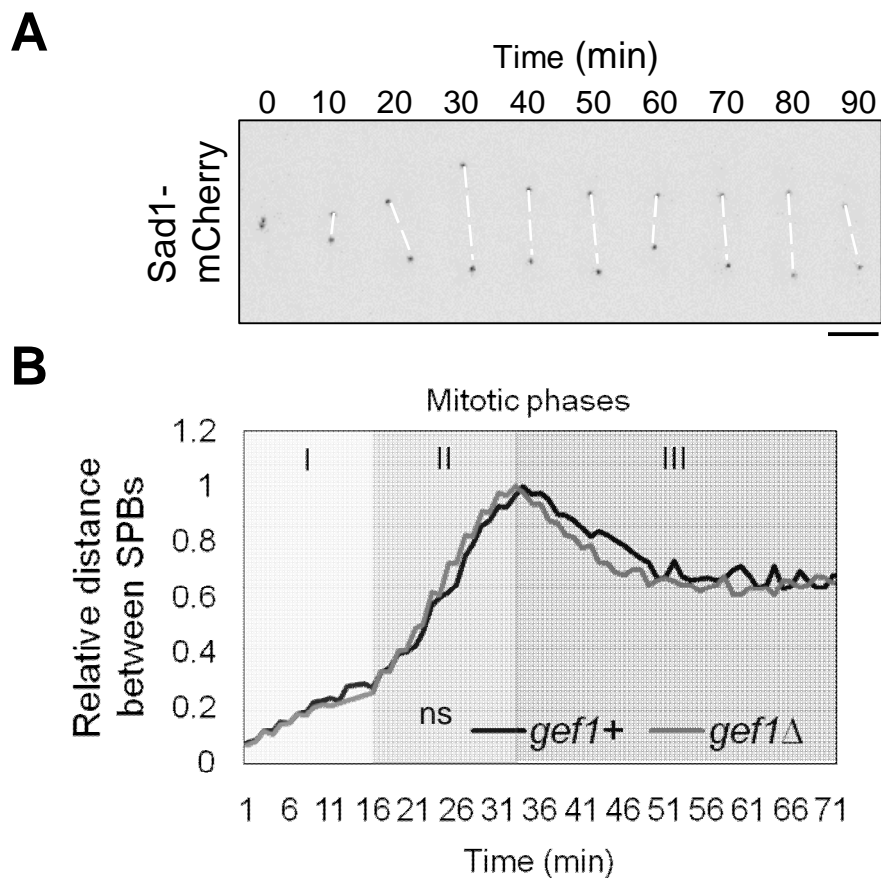 A
Time (min)
0 10 20 30 40 50 60 70 80 90
Sad1-
mCherry
B
Mitotic phases
1.2
1
0.8
0.6
0.4
0.2
0
Relative distance
between SPBs
I II III
ns gef1+ gef1Δ
1 6 11 16 21 26 31 36 41 46 51 56 61 66 71
Time (min)